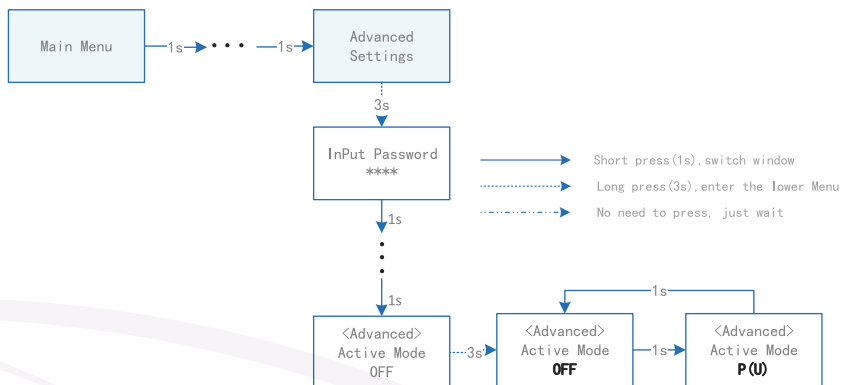 Main Menu
1s
1s
Advanced
Settings
3s
InPut Password
****
1s
1s
Short press(1s), switch window
Long press(3s), enter the lower Menu
No need to press, just wait
<Advanced>
Active Mode
OFF
3s
<Advanced>
Active Mode
OFF
1s
1s
<Advanced>
Active Mode
P(U)